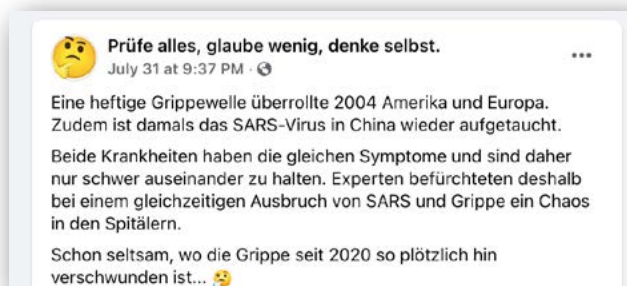 Prüfe alles, glaube wenig, denke selbst.
July 31 at 9:37 PM ·
Eine heftige Grippewelle überrollte 2004 Amerika und Europa.
Zudem ist damals das SARS-Virus in China wieder aufgetaucht.
Beide Krankheiten haben die gleichen Symptome und sind daher
nur schwer auseinander zu halten. Experten befürchteten deshalb
bei einem gleichzeitigen Ausbruch von SARS und Grippe ein Chaos
in den Spitälern.
Schon seltsam, wo die Grippe seit 2020 so plötzlich hin
verschwunden ist... 🤔